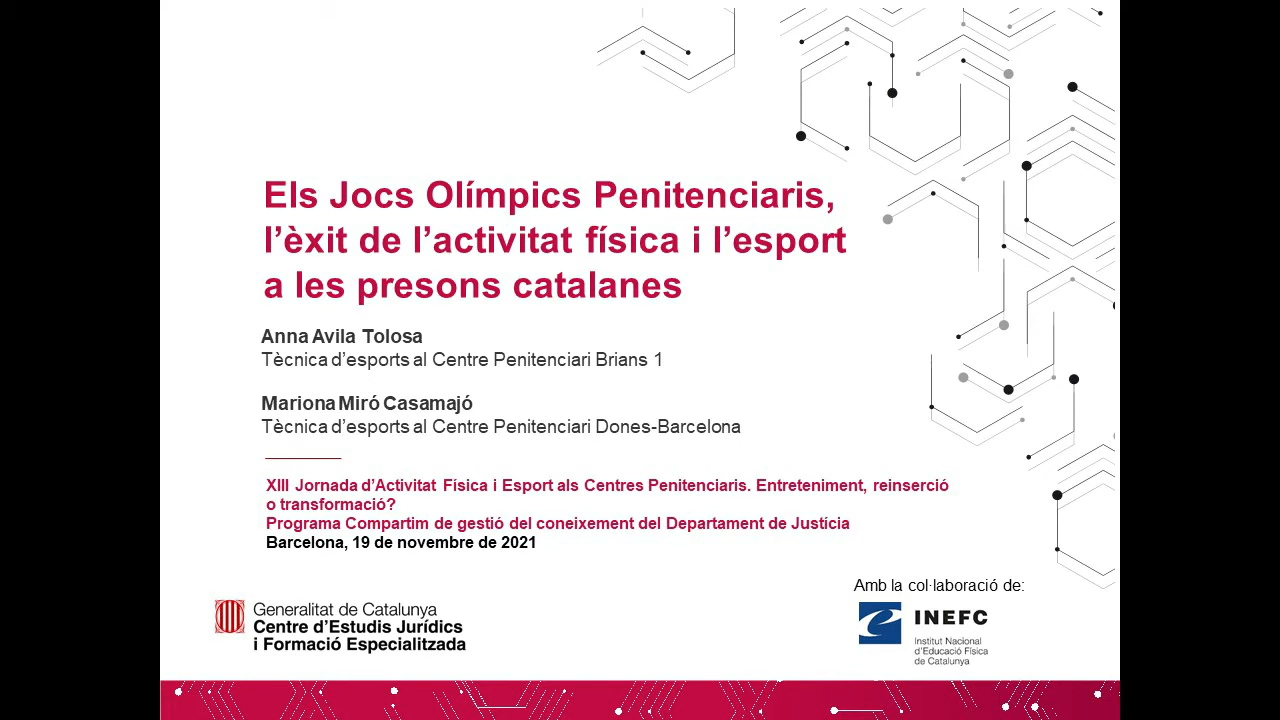 Els Jocs Olímpics Penitenciaris,
l’èxit de l’activitat física i l’esport
a les presons catalanes
Anna Avila Tolosa
Tècnica d’esports al Centre Penitenciari Brians 1
Mariona Miró Casamajó
Tècnica d’esports al Centre Penitenciari Dones-Barcelona
XIII Jornada d’Activitat Física i Esport als Centres Penitenciaris. Entreteniment, reinserció
o transformació?
Programa Compartim de gestió del coneixement del Departament de Justícia
Barcelona, 19 de novembre de 2021
Amb la col·laboració de:
Generalitat de Catalunya
Centre d’Estudis Jurídics
i Formació Especialitzada
INEFC
Institut Nacional
d’Educació Física
de Catalunya